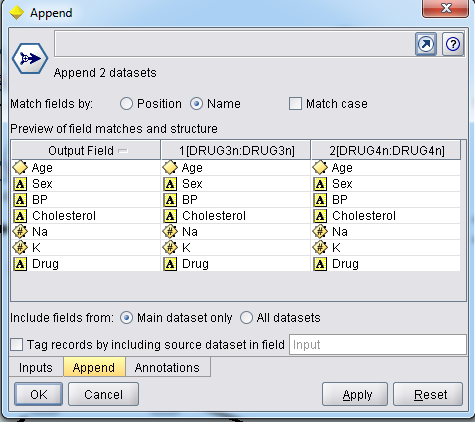 Append
Append 2 datasets
Match fields by: Position Name Match case
Preview of field matches and structure
Output Field 1[DRUG3n:DRUG3n] 2[DRUG4n:DRUG4n]
Age Age Age
A Sex A Sex A Sex
A BP A BP A BP
A Cholesterol A Cholesterol A Cholesterol
# Na # Na # Na
# K # K # K
A Drug A Drug A Drug
Include fields from: Main dataset only All datasets
Tag records by including source dataset in field Input
Inputs Append Annotations
OK Cancel Apply Reset